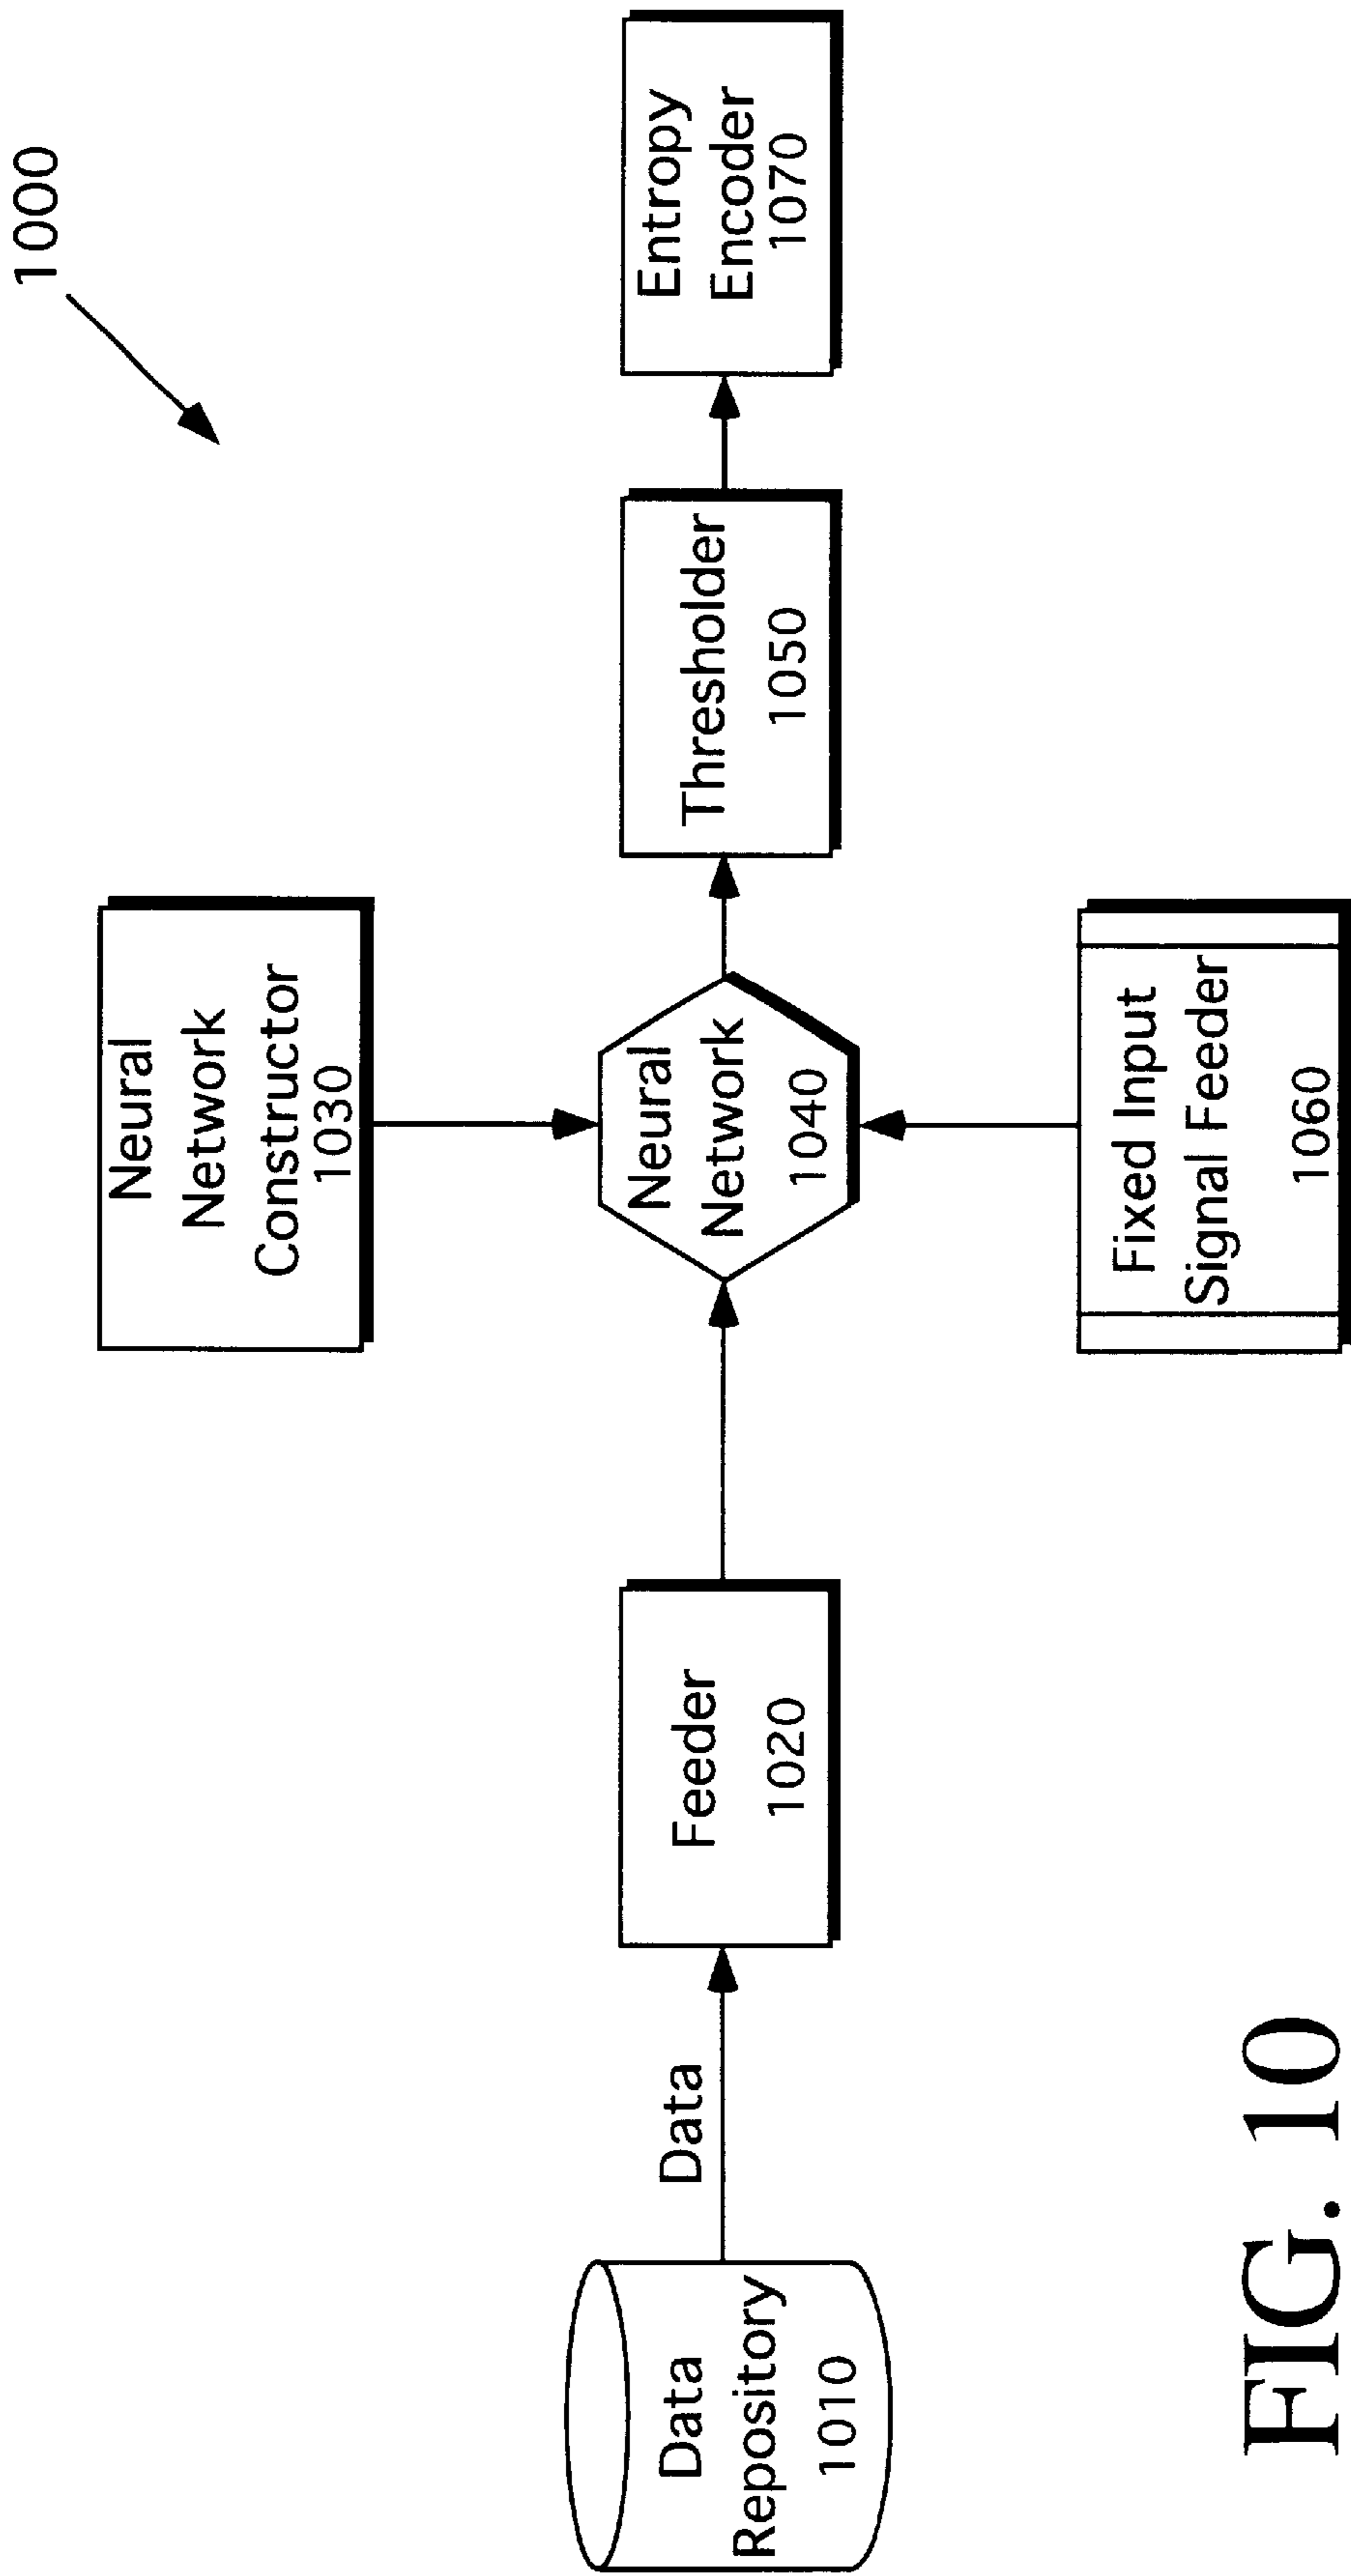 1000
Neural
Network
Constructor
1030
Data
Repository
1010
Data
Feeder
1020
Neural
Network
1040
Thresholder
1050
Entropy
Encoder
1070
Fixed Input
Signal Feeder
1060
FIG. 10